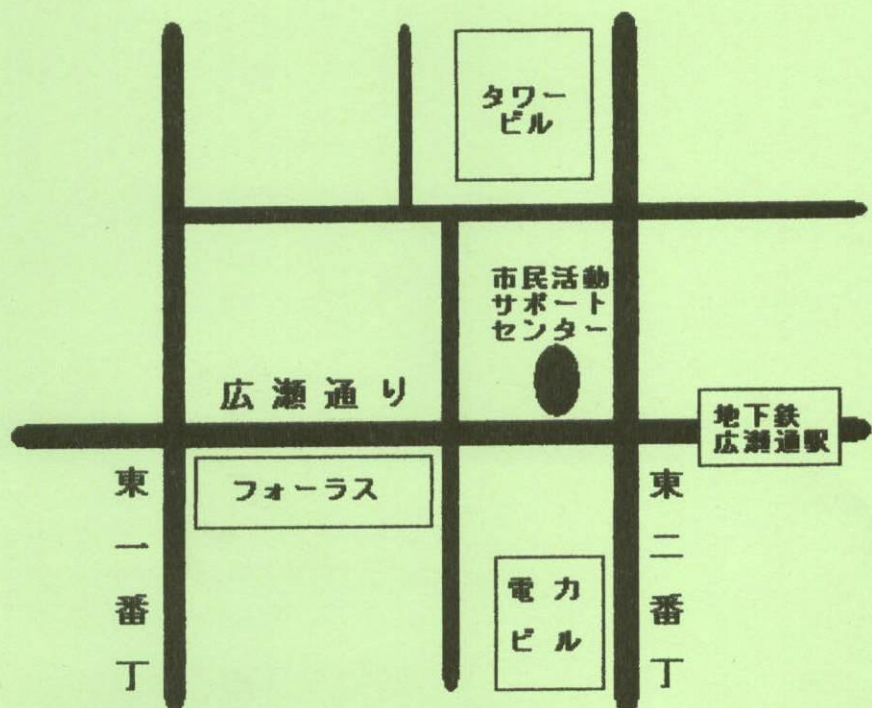 タワー
ビル
市民活動
サポート
センター
広瀬通り
地下鉄
広瀬通駅
フォーラス
東一番丁
東二番丁
電力
ビル